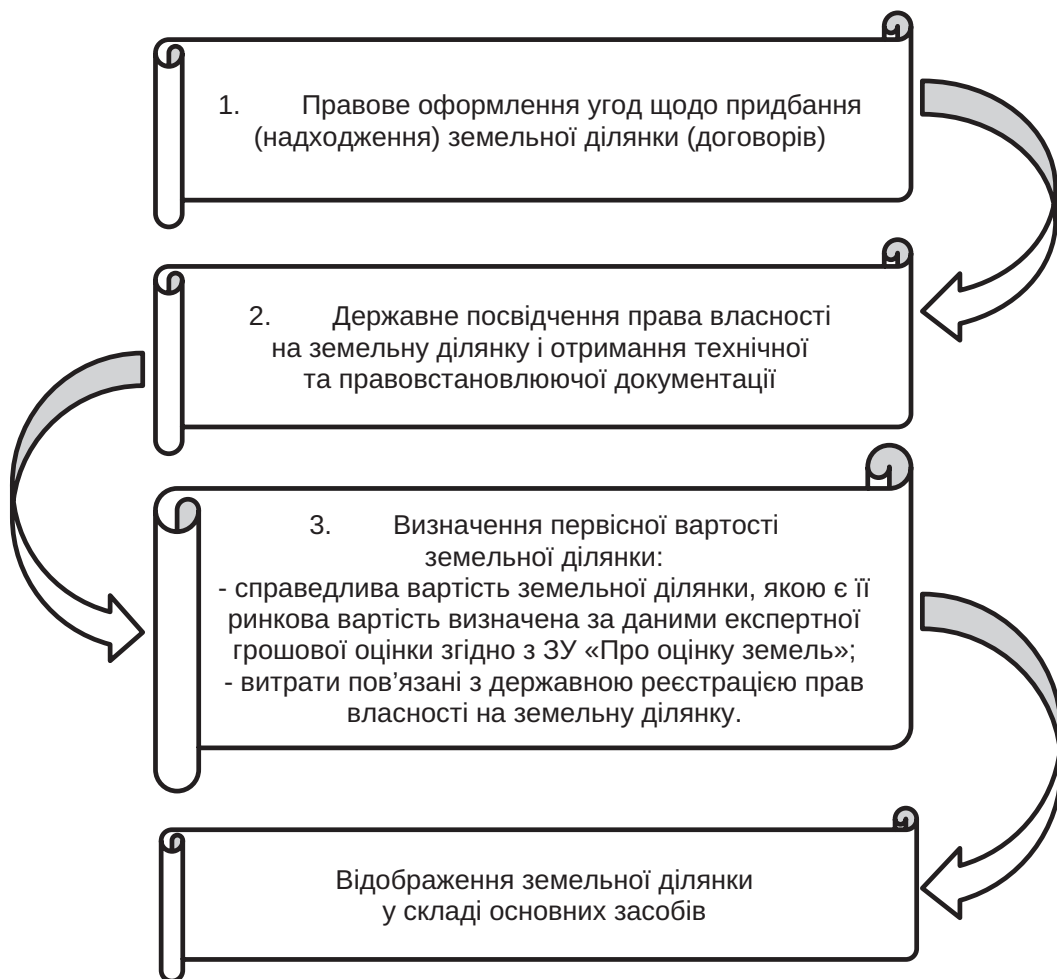 1. Правове оформлення угод щодо придбання
(надходження) земельної ділянки (договорів)
2. Державне посвідчення права власності
на земельну ділянку і отримання технічної
та правовстановлюючої документації
3. Визначення первісної вартості
земельної ділянки:
- справедлива вартість земельної ділянки, якою є її
ринкова вартість визначена за даними експертної
грошової оцінки згідно з ЗУ «Про оцінку земель»;
- витрати пов’язані з державною реєстрацією прав
власності на земельну ділянку.
Відображення земельної ділянки
у складі основних засобів